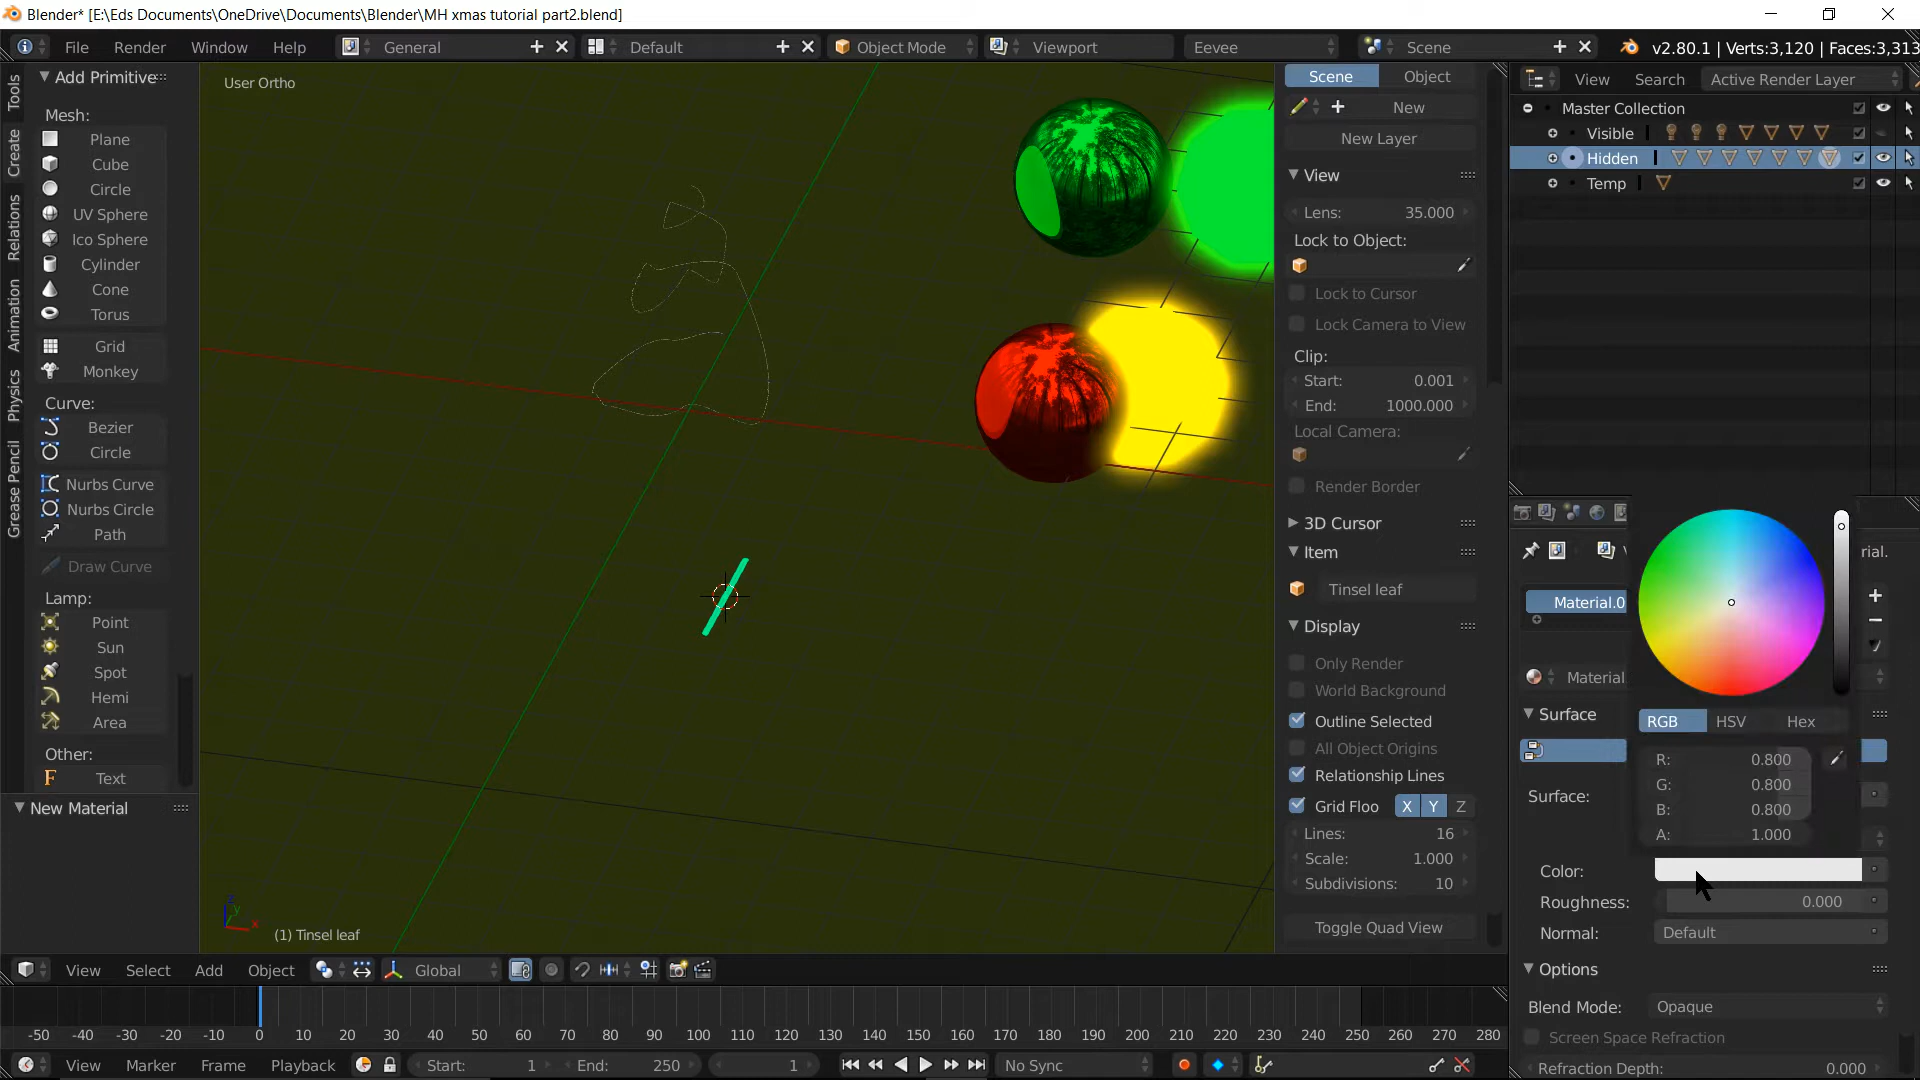 Blender* [E:\Eds Documents\OneDrive\Documents\Blender\MH xmas tutorial part2.blend]
File Render Window Help General Default Object Mode Viewport Eevee Scene v2.80.1 | Verts:3,120 | Faces:3,313
Tools
Create
Relations
Animation
Physics
Grease Pencil
Add Primitive
Mesh:
Plane
Cube
Circle
UV Sphere
Ico Sphere
Cylinder
Cone
Torus
Grid
Monkey
Curve:
Bezier
Circle
Nurbs Curve
Nurbs Circle
Path
Draw Curve
Lamp:
Point
Sun
Spot
Hemi
Area
Other:
Text
New Material
User Ortho
(1) Tinsel leaf
Scene Object
New
New Layer
View
Lens: 35.000
Lock to Object:
Lock to Cursor
Lock Camera to View
Clip:
Start: 0.001
End: 1000.000
Local Camera:
Render Border
3D Cursor
Item
Tinsel leaf
Display
Only Render
World Background
Outline Selected
All Object Origins
Relationship Lines
Grid Floo X Y Z
Lines: 16
Scale: 1.000
Subdivisions: 10
Toggle Quad View
View Search Active Render Layer
Master Collection
Visible
Hidden
Temp
rial.
Material.0
Material
Surface
RGB HSV Hex
R: 0.800
G: 0.800
B: 0.800
A: 1.000
Surface:
Color:
Roughness: 0.000
Normal: Default
Options
Blend Mode: Opaque
Screen Space Refraction
Refraction Depth: 0.000
View Select Add Object Global
-50 -40 -30 -20 -10 0 10 20 30 40 50 60 70 80 90 100 110 120 130 140 150 160 170 180 190 200 210 220 230 240 250 260 270 280
View Marker Frame Playback Start: 1 End: 250 1 No Sync